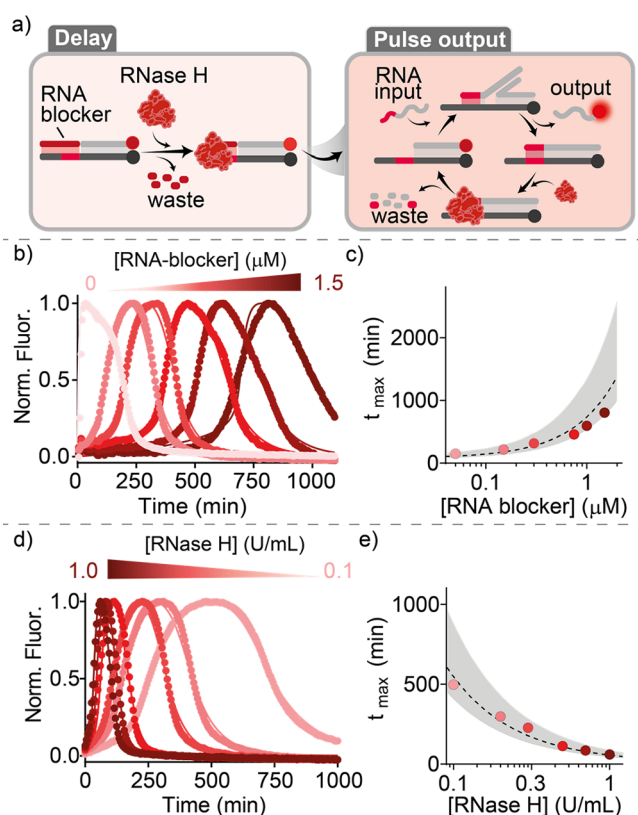 a)
Delay
Pulse output
RNase H
RNA
blocker
waste
RNA
input
output
waste
b)
[RNA-blocker] (μM)
0
1.5
Norm. Fluor.
1.0
0.5
0.0
0 250 500 750 1000
Time (min)
c)
t max (min)
2000
1000
0
0.1 1.0
[RNA blocker] (μM)
d)
[RNase H] (U/mL)
1.0
0.1
Norm. Fluor.
1.0
0.5
0.0
0 250 500 750 1000
Time (min)
e)
t max (min)
1000
500
0
0.1 0.3 1.0
[RNase H] (U/mL)